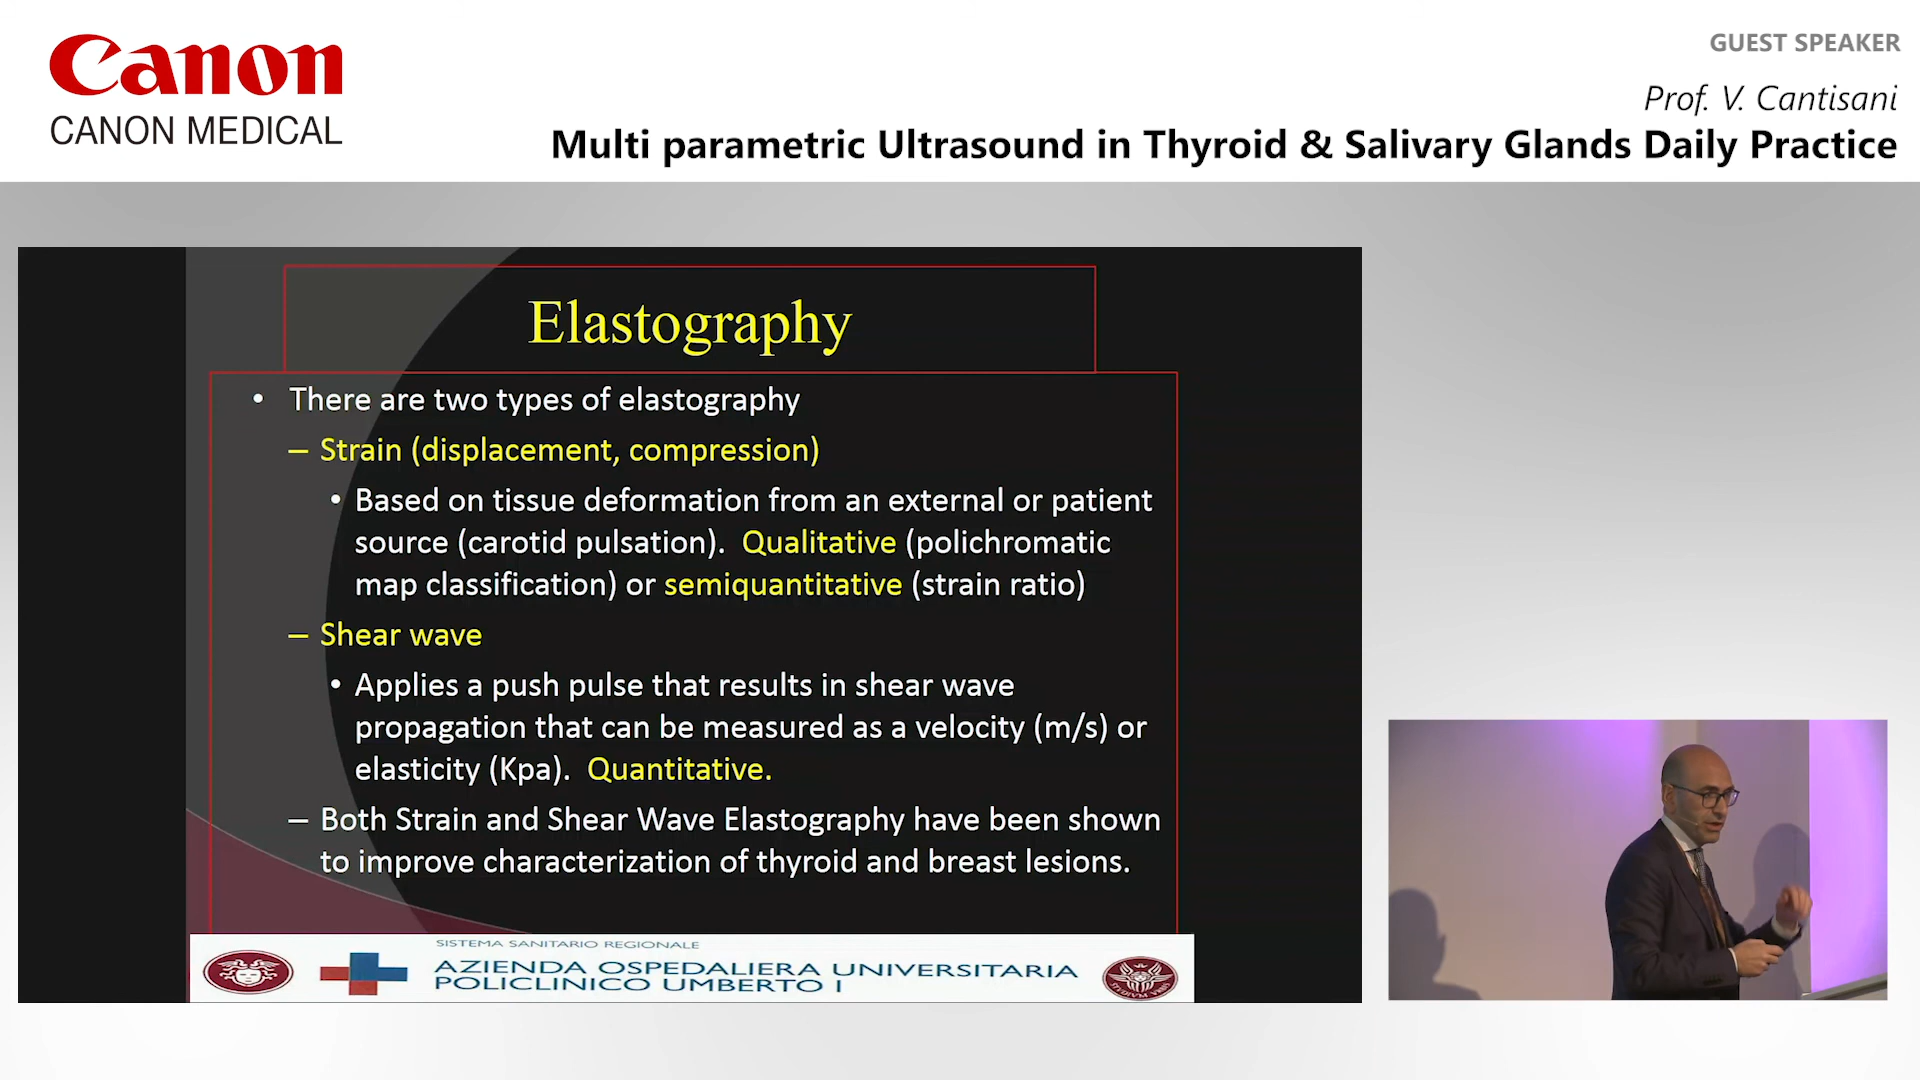 Canon
CANON MEDICAL
GUEST SPEAKER
Prof. V. Cantisani
Multi parametric Ultrasound in Thyroid & Salivary Glands Daily Practice
Elastography
• There are two types of elastography
– Strain (displacement, compression)
• Based on tissue deformation from an external or patient
source (carotid pulsation). Qualitative (polichromatic
map classification) or semiquantitative (strain ratio)
– Shear wave
• Applies a push pulse that results in shear wave
propagation that can be measured as a velocity (m/s) or
elasticity (Kpa). Quantitative.
– Both Strain and Shear Wave Elastography have been shown
to improve characterization of thyroid and breast lesions.
SISTEMA SANITARIO REGIONALE
AZIENDA OSPEDALIERA UNIVERSITARIA
POLICLINICO UMBERTO I